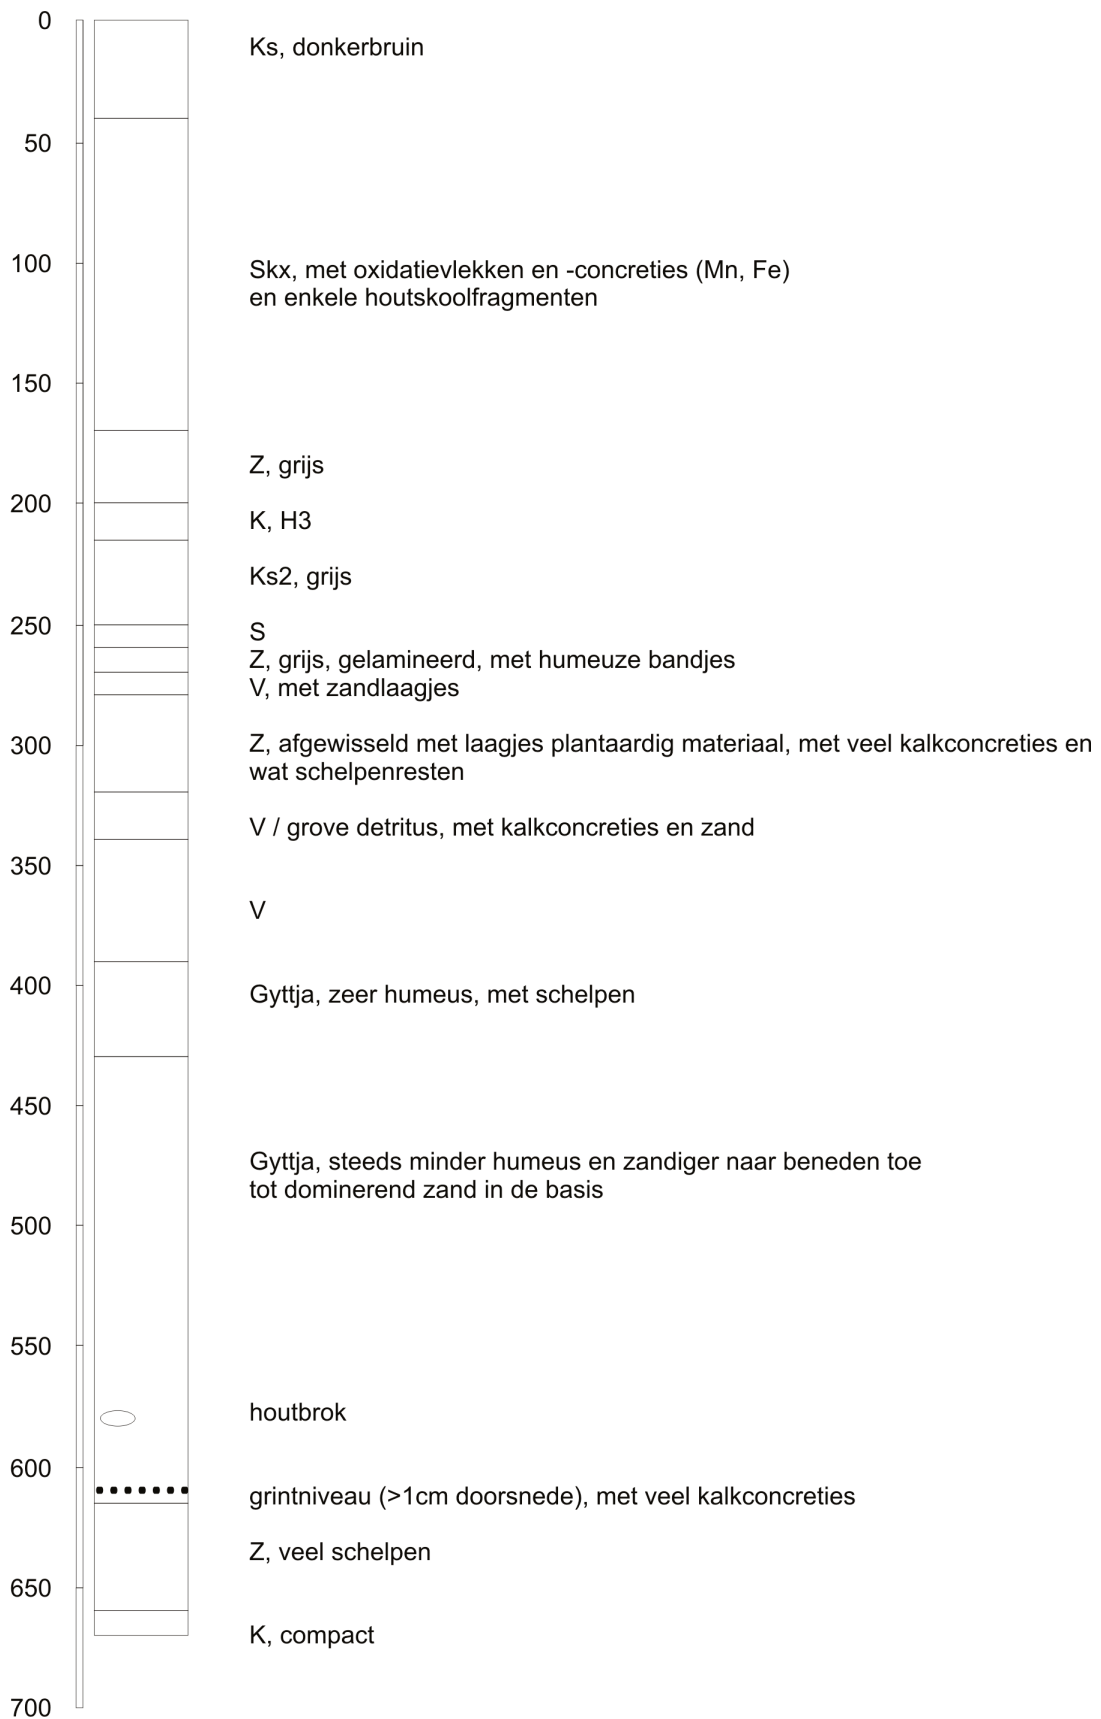 0
Ks, donkerbruin
50
100
Skx, met oxidatievlekken en -concreties (Mn, Fe)
en enkele houtskoolfragmenten
150
Z, grijs
200
K, H3
Ks2, grijs
250
S
Z, grijs, gelamineerd, met humeuze bandjes
V, met zandlaagjes
300
Z, afgewisseld met laagjes plantaardig materiaal, met veel kalkconcreties en
wat schelpenresten
V / grove detritus, met kalkconcreties en zand
350
V
400
Gyttja, zeer humeus, met schelpen
450
Gyttja, steeds minder humeus en zandiger naar beneden toe
tot dominerend zand in de basis
500
550
houtbrok
600
grintniveau (>1cm doorsnede), met veel kalkconcreties
Z, veel schelpen
650
K, compact
700